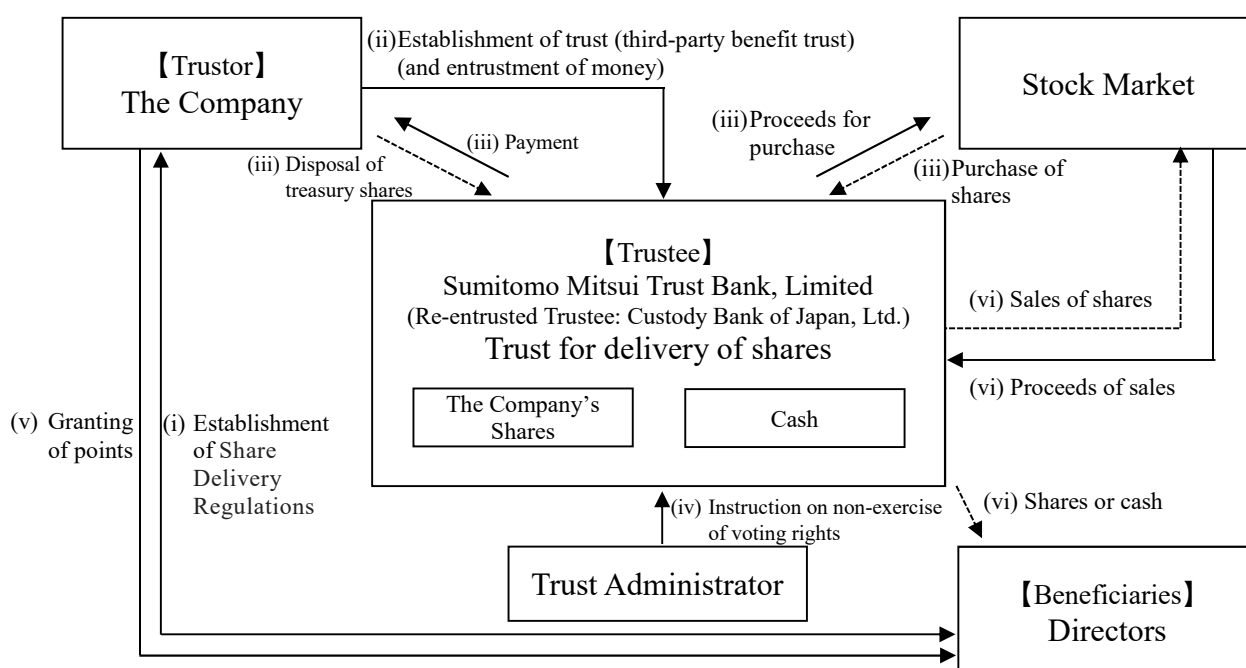 【Trustor】
The Company
(ii) Establishment of trust (third-party benefit trust)
(and entrustment of money)
Stock Market
(iii) Payment
(iii) Disposal of
treasury shares
(iii) Proceeds for
purchase
(iii) Purchase of
shares
【Trustee】
Sumitomo Mitsui Trust Bank, Limited
(Re-entrusted Trustee: Custody Bank of Japan, Ltd.)
Trust for delivery of shares
The Company’s
Shares
Cash
(vi) Sales of shares
(vi) Proceeds of sales
(v) Granting
of points
(i) Establishment
of Share
Delivery
Regulations
(iv) Instruction on non-exercise
of voting rights
(vi) Shares or cash
Trust Administrator
【Beneficiaries】
Directors